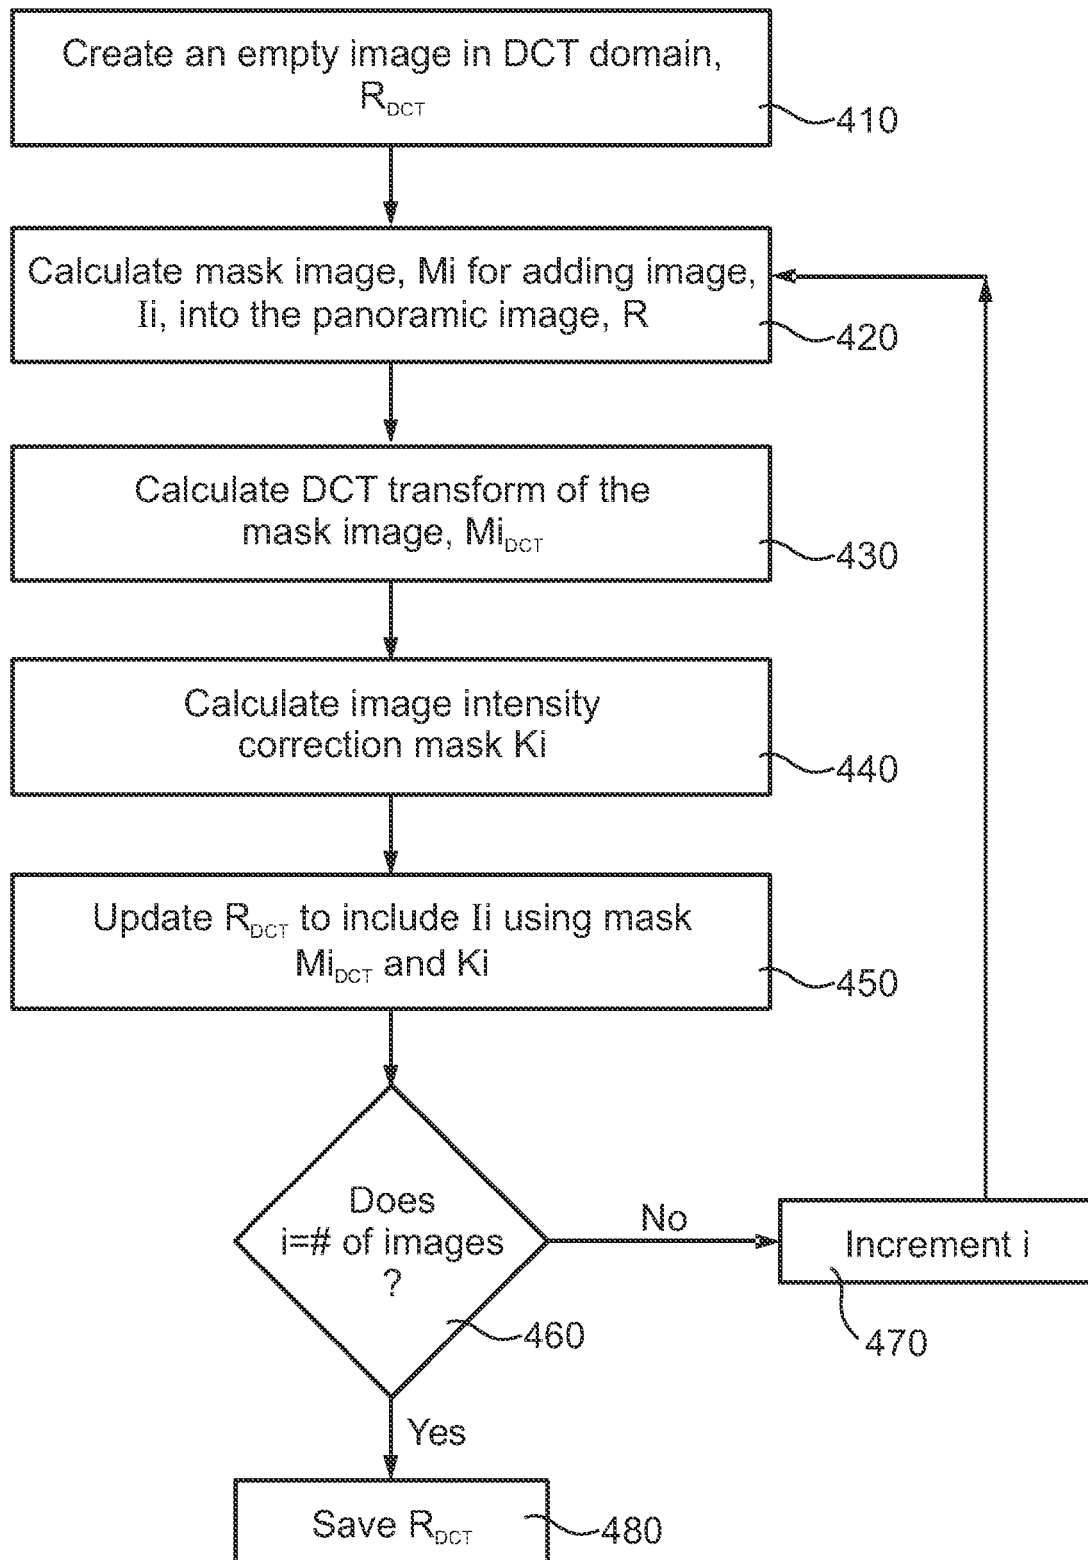 Create an empty image in DCT domain,
R_DCT
410
Calculate mask image, Mi for adding image,
Ii, into the panoramic image, R
420
Calculate DCT transform of the
mask image, Mi_DCT
430
Calculate image intensity
correction mask Ki
440
Update R_DCT to include Ii using mask
Mi_DCT and Ki
450
Does
i=# of images
?
460
No
Increment i
470
Yes
Save R_DCT
480